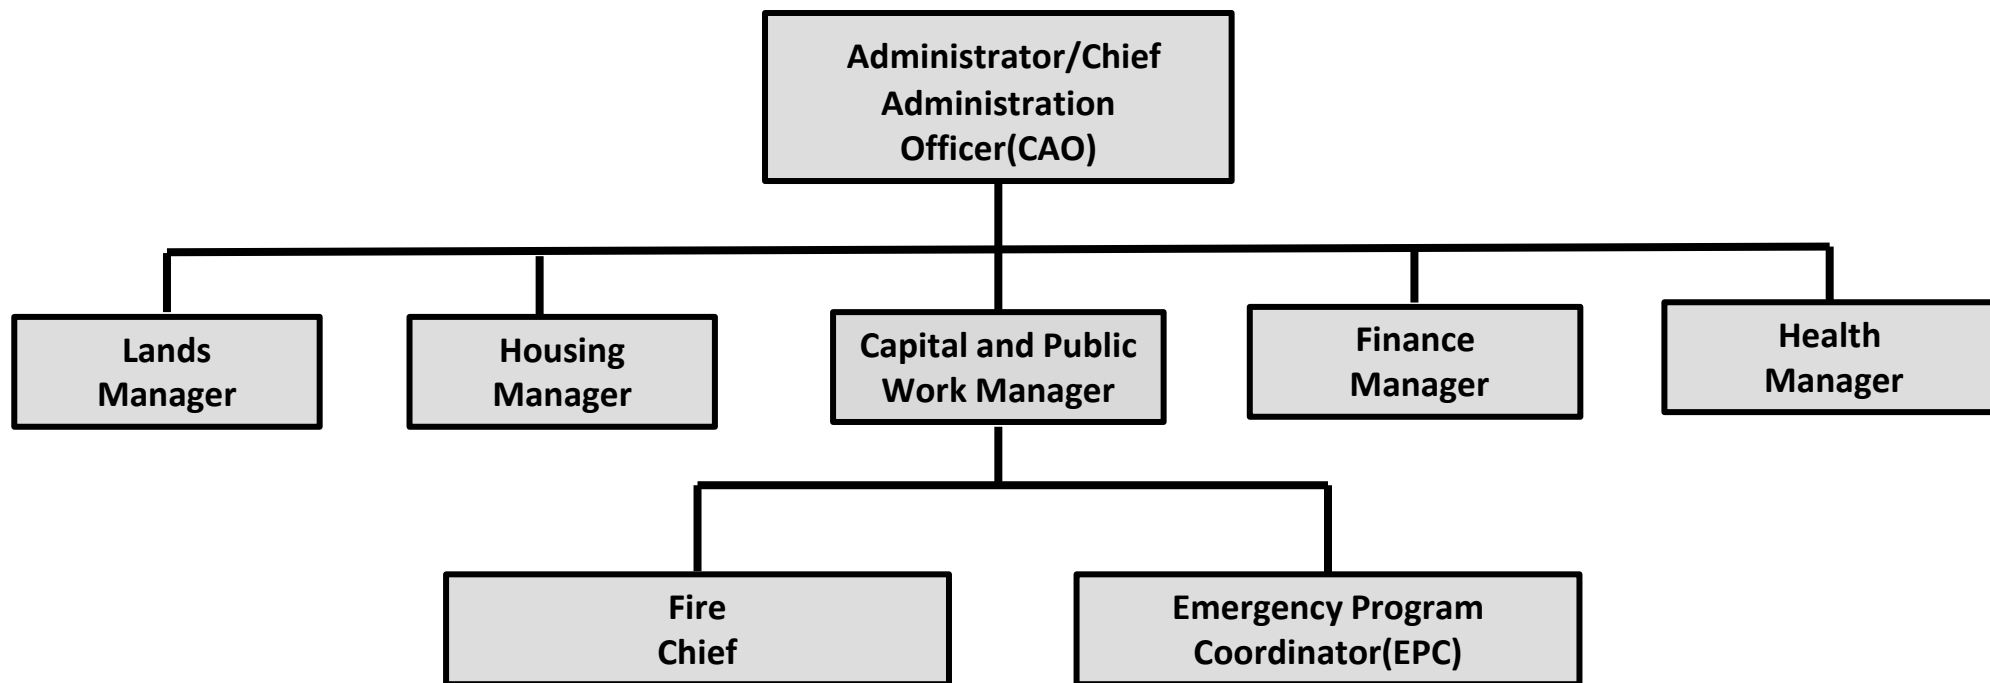 Administrator/Chief
Administration
Officer(CAO)
Lands
Manager
Housing
Manager
Capital and Public
Work Manager
Finance
Manager
Health
Manager
Fire
Chief
Emergency Program
Coordinator(EPC)